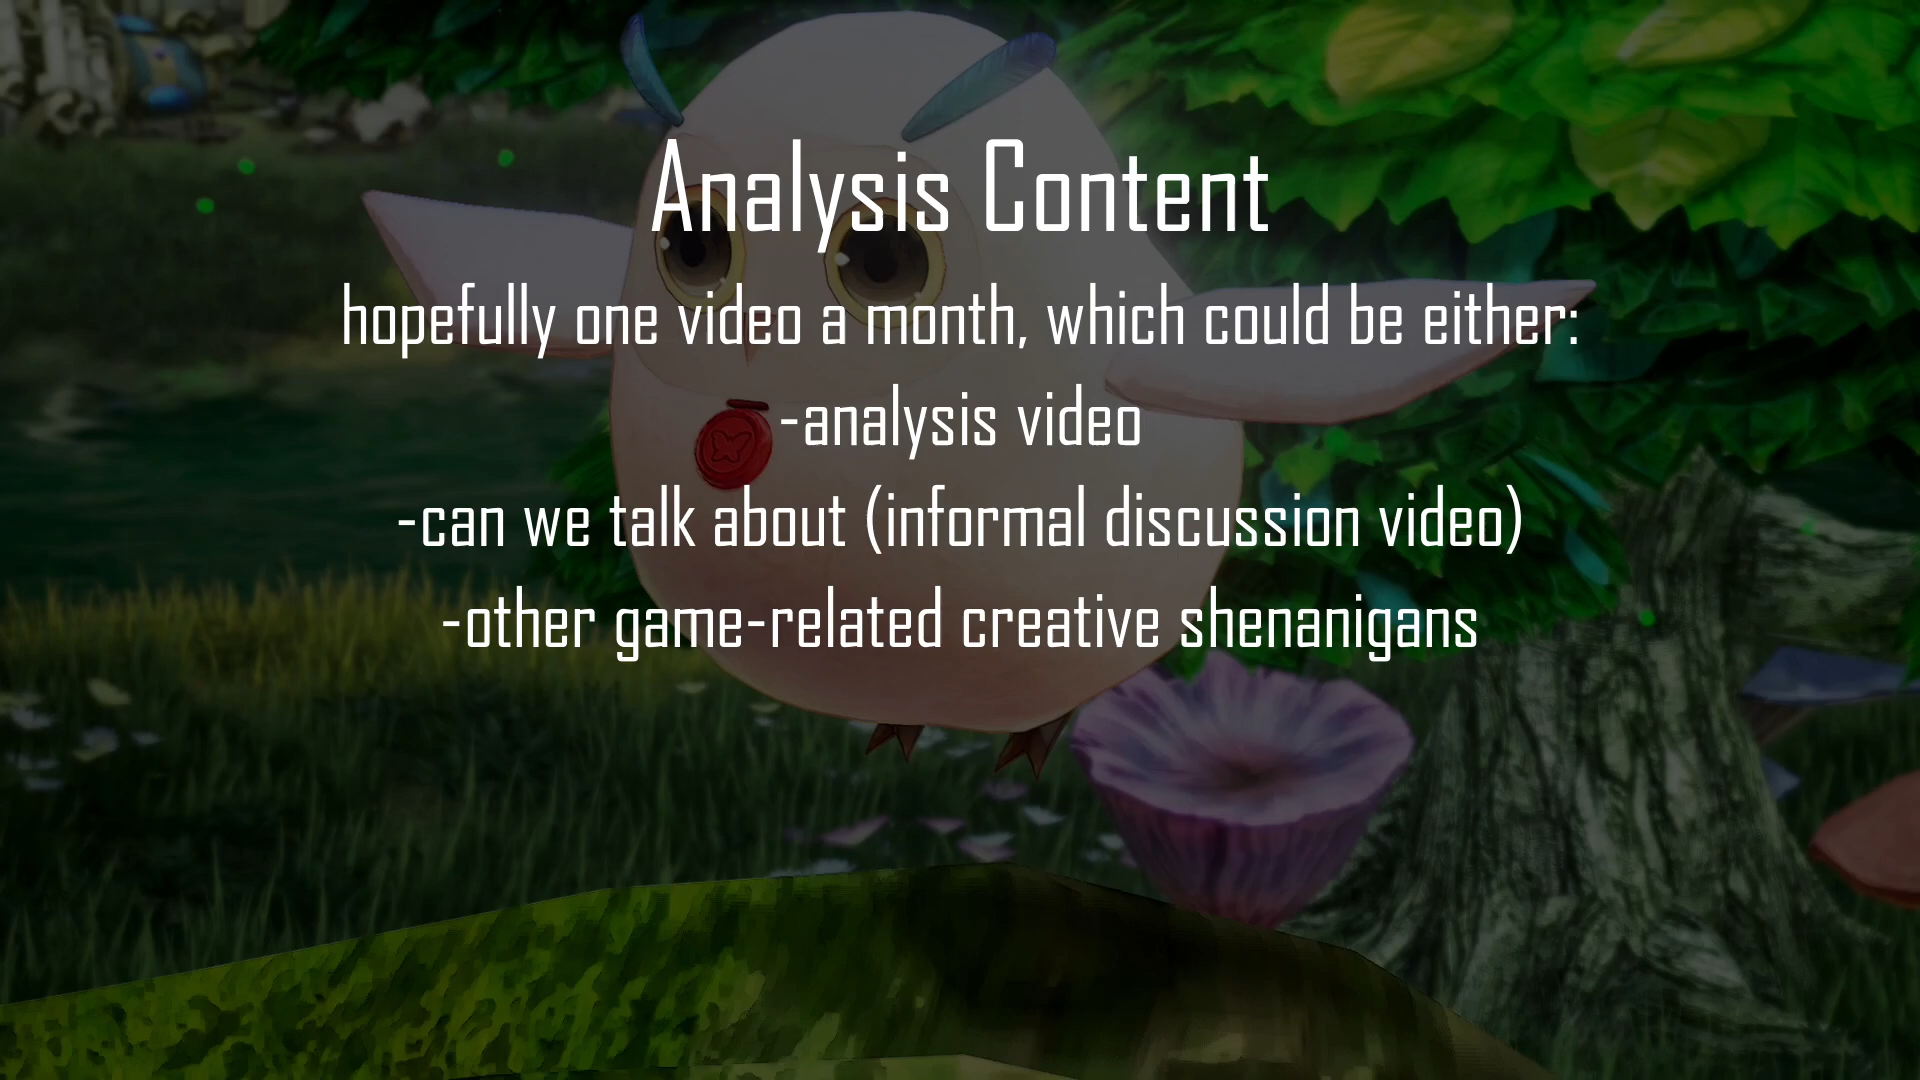 Analysis Content
hopefully one video a month, which could be either:
-analysis video
-can we talk about (informal discussion video)
-other game-related creative shenanigans